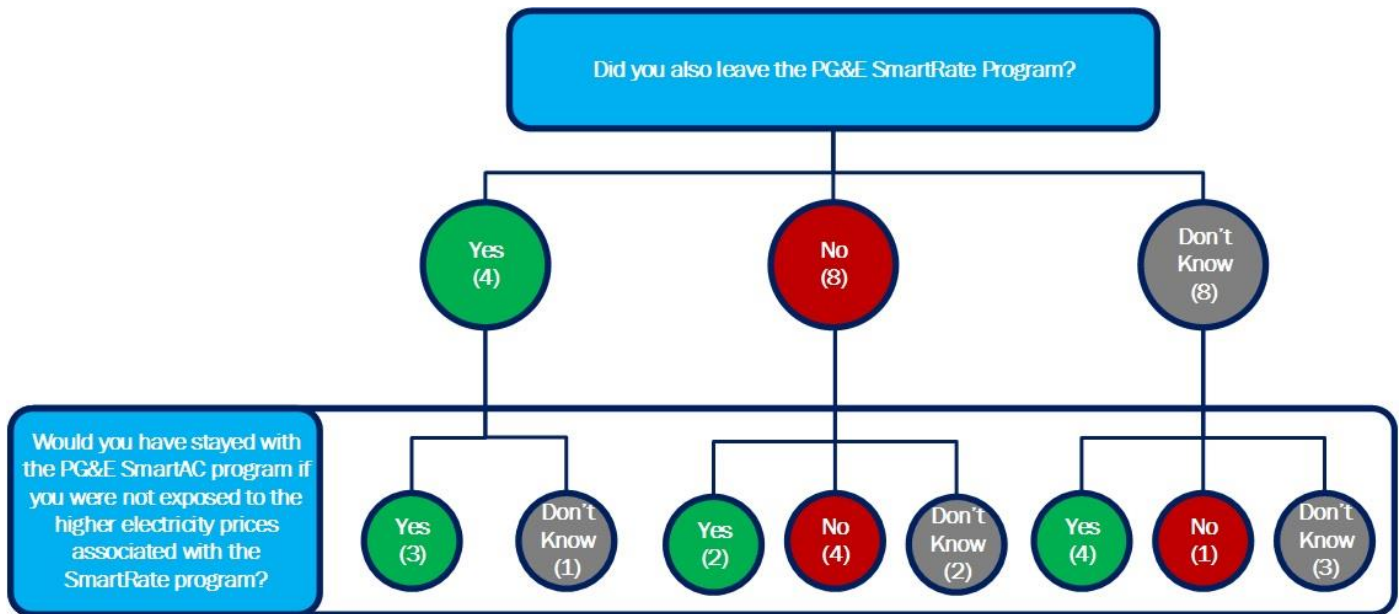 Did you also leave the PG&E SmartRate Program?
Yes
(4)
No
(8)
Don't
Know
(8)
Would you have stayed with
the PG&E SmartAC program if
you were not exposed to the
higher electricity prices
associated with the
SmartRate program?
Yes
(3)
Don't
Know
(1)
Yes
(2)
No
(4)
Don't
Know
(2)
Yes
(4)
No
(1)
Don't
Know
(3)